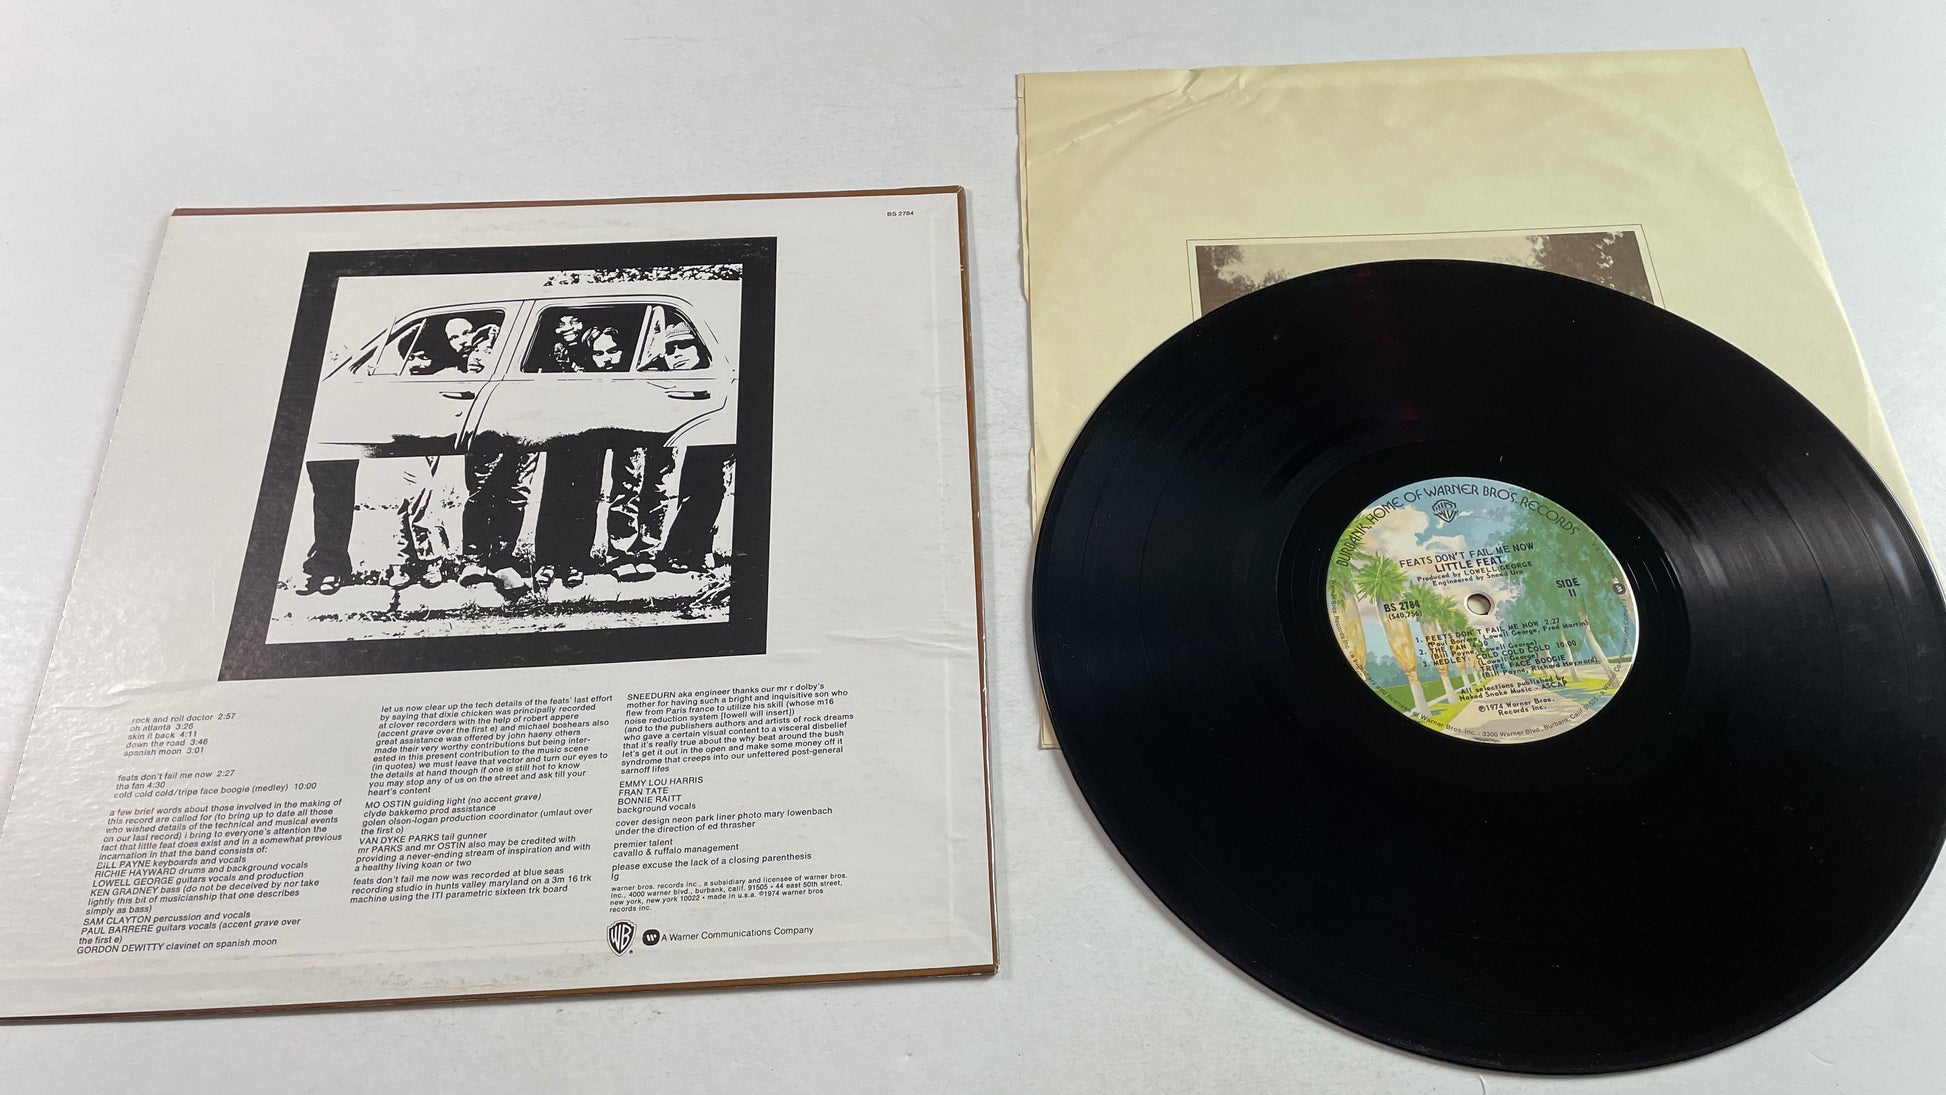 BS 2784
rock and roll doctor 2:57
oh atlanta 3:26
skin it back 4:11
down the road 3:46
spanish moon 3:01
feats don't fail me now 2:27
the fan 4:30
cold cold cold/tripe face boogie (medley) 10:00
a few brief words about those involved in the making of
this record are called for (to bring up to date all those
who wished details of the technical and musical events
on our last record) i bring to everyone's attention the
fact that little feat does exist and in a somewhat previous
incarnation in that the band consists of:
BILL PAYNE keyboards and vocals
RICHIE HAYWARD drums and background vocals
LOWELL GEORGE guitars vocals and production
KEN GRADNEY bass (do not be deceived by nor take
lightly this bit of musicianship that one describes
simply as bass)
SAM CLAYTON percussion and vocals
PAUL BARRERE guitars vocals (accent grave over
the first e)
GORDON DEWITTY clavinet on spanish moon
let us now clear up the tech details of the feats' last effort
by saying that dixie chicken was principally recorded
at clover recorders with the help of robert appere
(accent grave over the first e) and michael boshears also
great assistance was offered by john haeny others
made their very worthy contributions but being inter-
ested in this present contribution to the music scene
(in quotes) we must leave that vector and turn our eyes to
the details at hand though if one is still hot to know
you may stop any of us on the street and ask till your
heart's content
MO OSTIN guiding light (no accent grave)
clyde bakkemo prod assistance
golen olson-logan production coordinator (umlaut over
the first o)
VAN DYKE PARKS tail gunner
mr PARKS and mr OSTIN also may be credited with
providing a never-ending stream of inspiration and with
a healthy living koan or two
feats don't fail me now was recorded at blue seas
recording studio in hunts valley maryland on a 3m 16 trk
machine using the ITI parametric sixteen trk board
SNEEDURN aka engineer thanks our mr r dolby's
mother for having such a bright and inquisitive son who
flew from Paris france to utilize his skill (whose m16
noise reduction system [lowell will insert])
(and to the publishers authors and artists of rock dreams
who gave a certain visual content to a visceral disbelief
that it's really true about the why beat around the bush
let's get it out in the open and make some money off it
syndrome that creeps into our unfettered post-general
sarnoff lifes
EMMY LOU HARRIS
FRAN TATE
BONNIE RAITT
background vocals
cover design neon park liner photo mary lowenbach
under the direction of ed thrasher
premier talent
cavallo & ruffalo management
please excuse the lack of a closing parenthesis
lg
warner bros. records inc., a subsidiary and licensee of warner bros.
inc., 4000 warner blvd., burbank, calif. 91505 • 44 east 50th street,
new york, new york 10022 • made in u.s.a. ©1974 warner bros
records inc.
WB
A Warner Communications Company
BURBANK, HOME OF WARNER BROS. RECORDS
FEATS DON'T FAIL ME NOW
LITTLE FEAT
Produced by LOWELL GEORGE
Engineered by Sneed Urn
SIDE
II
BS 2784
(S40,756)
1. FEETS DON'T FAIL ME NOW 2:27
(Paul Barrere, Lowell George, Fred Martin)
2. THE FAN 4:30
(Bill Payne, Lowell George)
3. MEDLEY: COLD COLD COLD 10:00
(Lowell George)
TRIPE FACE BOOGIE
(Bill Payne, Richard Hayward)
All selections published by
Naked Snake Music - ASCAP
℗1974 Warner Bros.
Records Inc.